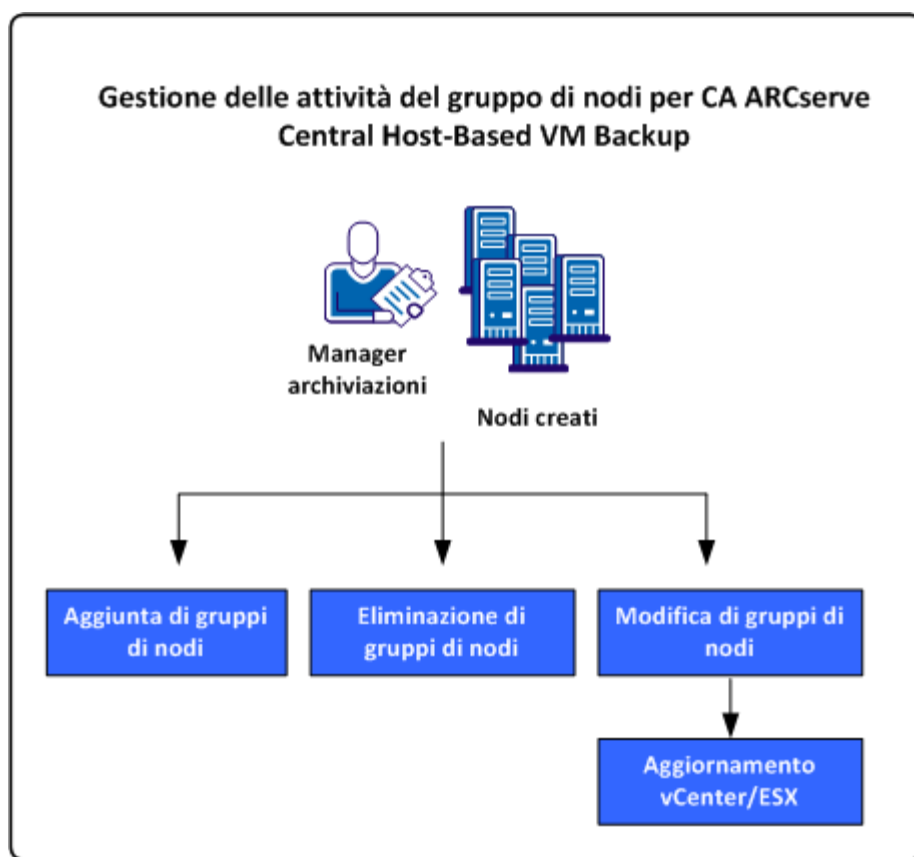 Gestione delle attività del gruppo di nodi per CA ARCserve
Central Host-Based VM Backup
Manager
archiviazioni
Nodi creati
Aggiunta di gruppi
di nodi
Eliminazione di
gruppi di nodi
Modifica di gruppi di
nodi
Aggiornamento
vCenter/ESX